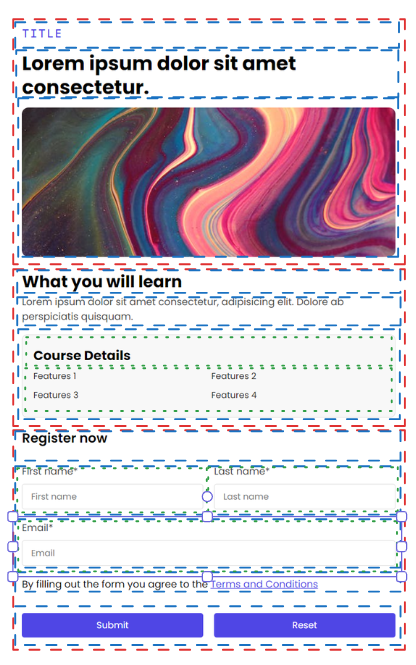 TITLE
Lorem ipsum dolor sit amet
consectetur.
What you will learn
Lorem ipsum dolor sit amet consectetur, adipisicing elit. Dolore ab
perspiciatis quisquam.
Course Details
Features 1 Features 2
Features 3 Features 4
Register now
First name* Last name*
First name Last name
Email*
Email
By filling out the form you agree to the Terms and Conditions
Submit Reset